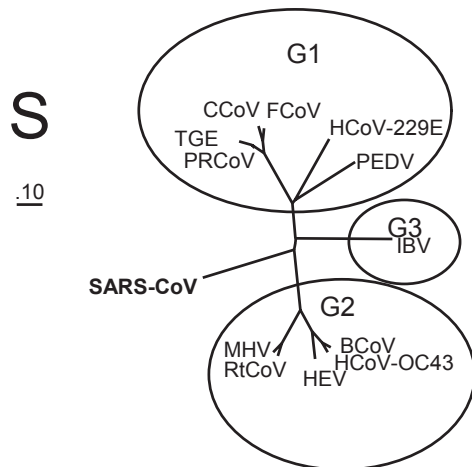 G1
S
CCoV FCoV
HCoV-229E
TGE
PRCoV
PEDV
.10
G3
IBV
SARS-CoV
G2
MHV
BCoV
RtCoV
HCoV-OC43
HEV